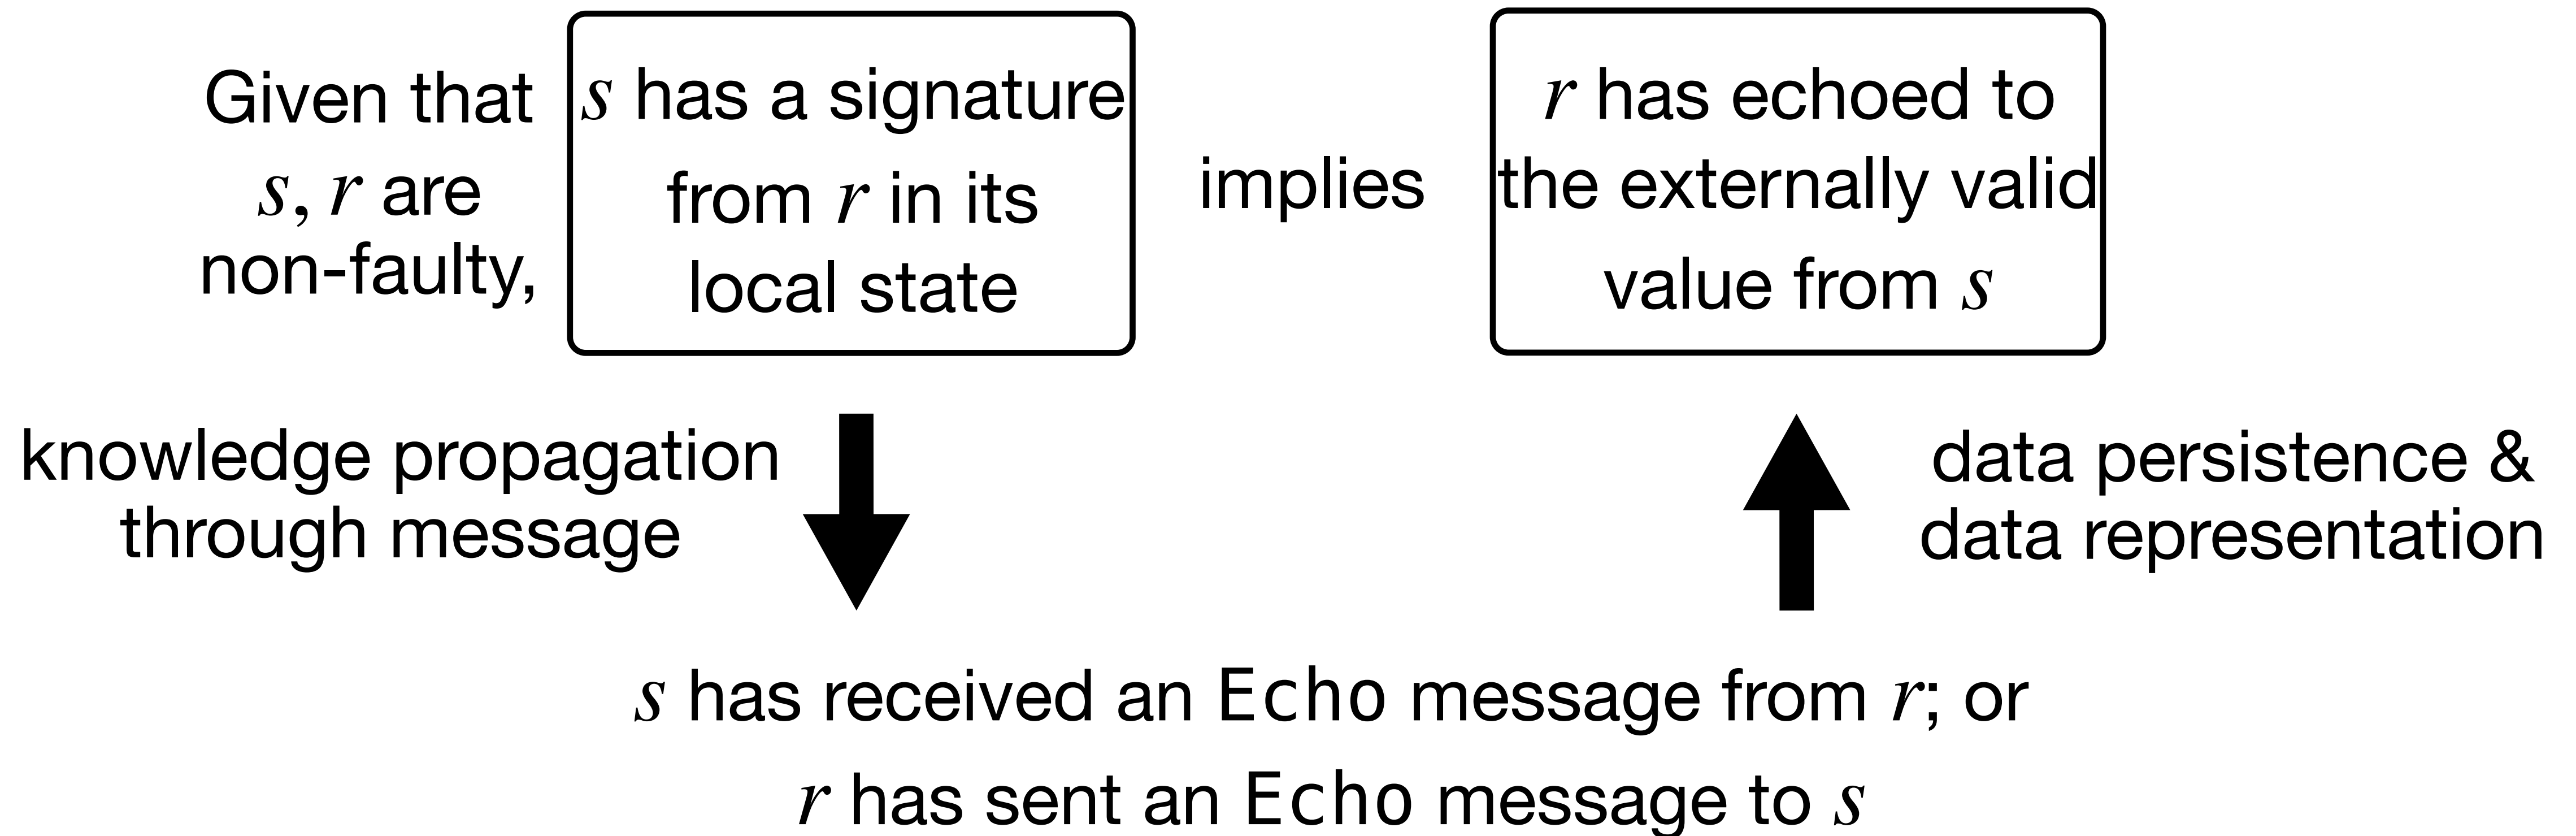 Given that
s, r are
non-faulty,
s has a signature
from r in its
local state
implies
r has echoed to
the externally valid
value from s
knowledge propagation
through message
data persistence &
data representation
s has received an Echo message from r; or
r has sent an Echo message to s